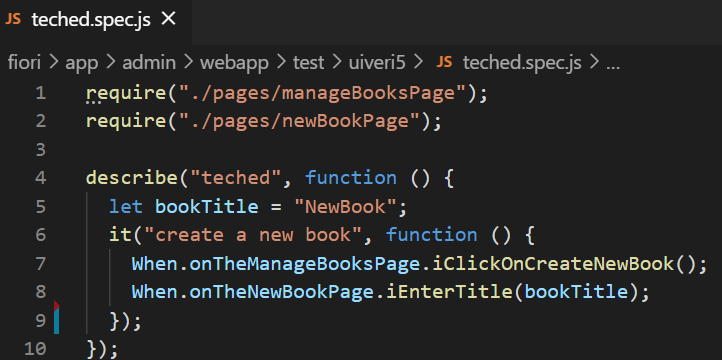 JS teched.spec.js ×
fiori > app > admin > webapp > test > uiveri5 > JS teched.spec.js > ...
1 require("./pages/manageBooksPage");
2 require("./pages/newBookPage");
3
4 describe("teched", function () {
5 let bookTitle = "NewBook";
6 it("create a new book", function () {
7 When.onTheManageBooksPage.iClickOnCreateNewBook();
8 When.onTheNewBookPage.iEnterTitle(bookTitle);
9 });
10 });